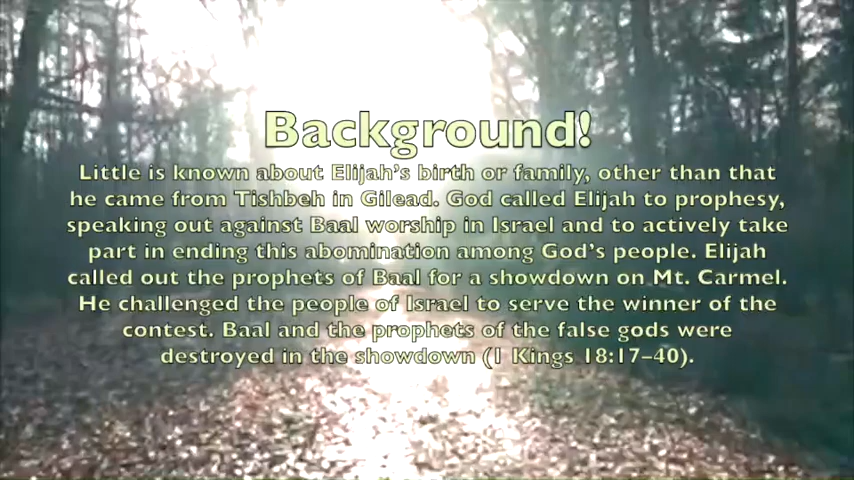 Background!
Little is known about Elijah's birth or family, other than that
he came from Tishbeh in Gilead. God called Elijah to prophesy,
speaking out against Baal worship in Israel and to actively take
part in ending this abomination among God's people. Elijah
called out the prophets of Baal for a showdown on Mt. Carmel.
He challenged the people of Israel to serve the winner of the
contest. Baal and the prophets of the false gods were
destroyed in the showdown (1 Kings 18:17–40).